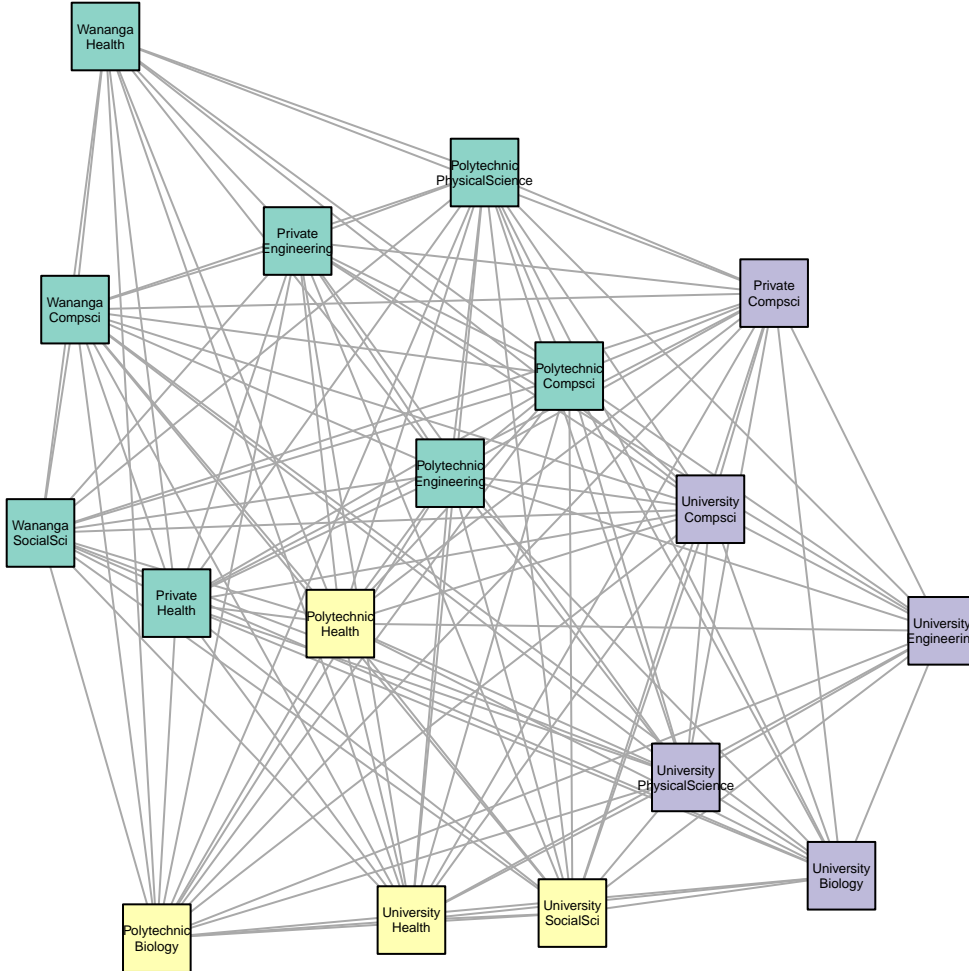 Wananga
Health
Polytechnic
PhysicalScience
Private
Engineering
Private
Compsci
Wananga
Compsci
Polytechnic
Compsci
Polytechnic
Engineering
University
Compsci
Wananga
SocialSci
Private
Health
Polytechnic
Health
University
Engineering
University
PhysicalScience
University
Biology
University
Health
University
SocialSci
Polytechnic
Biology